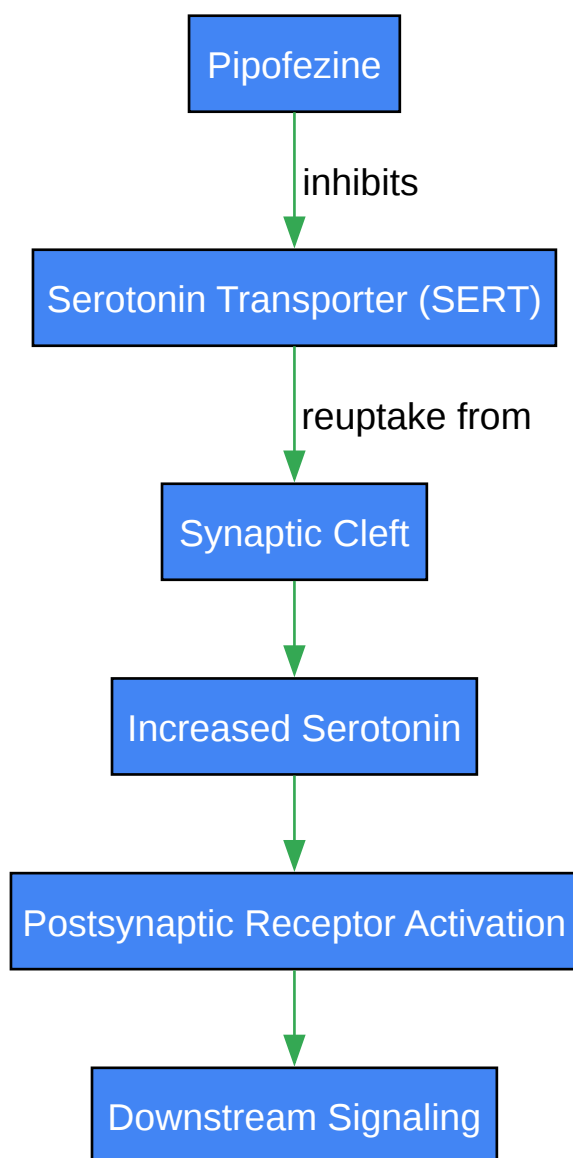 Pipofezine
inhibits
Serotonin Transporter (SERT)
reuptake from
Synaptic Cleft
Increased Serotonin
Postsynaptic Receptor Activation
Downstream Signaling